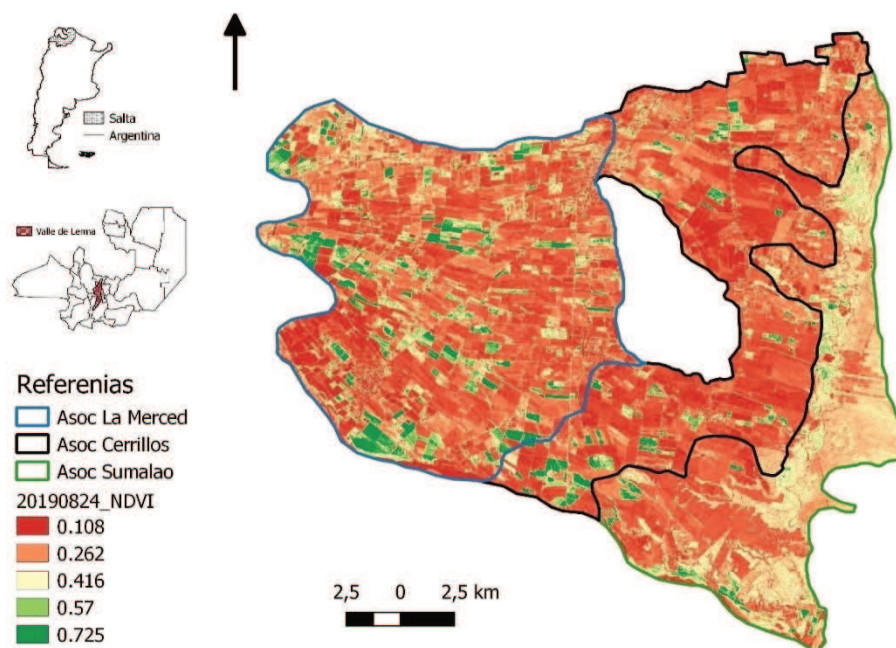 Salta
Argentina
Valle de Lerma
Referenias
Asoc La Merced
Asoc Cerrillos
Asoc Sumalao
20190824_NDVI
0.108
0.262
0.416
0.57
0.725
2,5 0 2,5 km